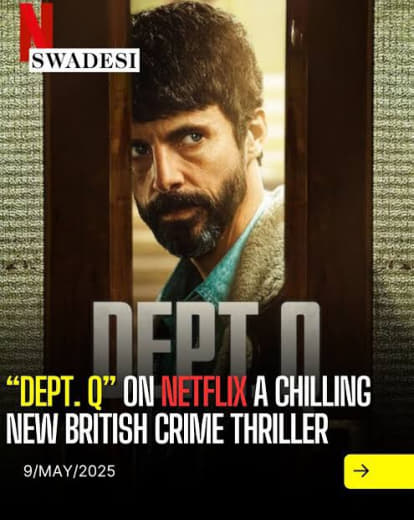 N
SWADESI
DEPT Q
“DEPT. Q” ON NETFLIX A CHILLING
NEW BRITISH CRIME THRILLER
9/MAY/2025